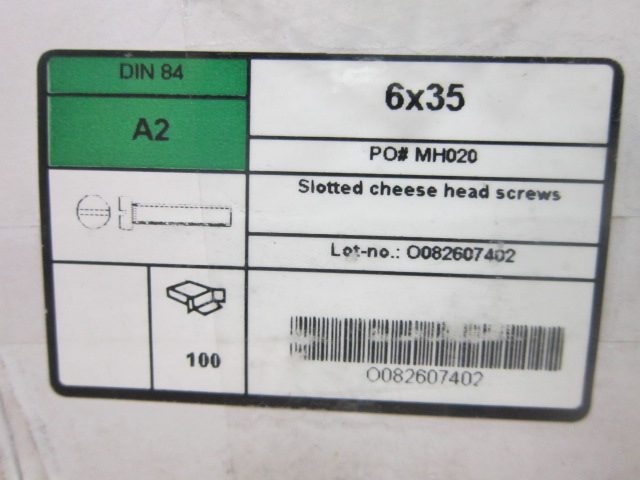 DIN 84
A2
6x35
PO# MH020
Slotted cheese head screws
Lot-no.: O082607402
100
O082607402